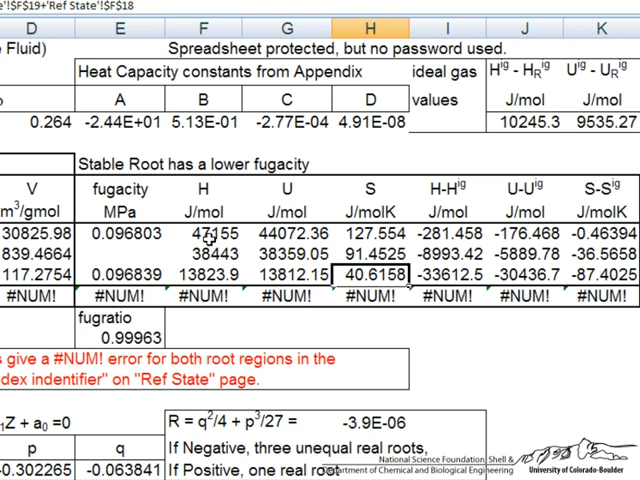 e'!$F$19+'Ref State'!$F$18
D E F G H I J K
e Fluid) Spreadsheet protected, but no password used.
Heat Capacity constants from Appendix ideal gas H^ig - H_R^ig U^ig - U_R^ig
A B C D values J/mol J/mol
0.264 -2.44E+01 5.13E-01 -2.77E-04 4.91E-08 10245.3 9535.27
Stable Root has a lower fugacity
V fugacity H U S H-H^ig U-U^ig S-S^ig
m³/gmol MPa J/mol J/mol J/molK J/mol J/mol J/molK
30825.98 0.096803 47155 44072.36 127.554 -281.458 -176.468 -0.46394
839.4664 38443 38359.05 91.4525 -8993.42 -5889.78 -36.5658
117.2754 0.096839 13823.9 13812.15 40.6158 -33612.5 -30436.7 -87.4025
#NUM! #NUM! #NUM! #NUM! #NUM! #NUM! #NUM! #NUM!
fugratio
0.99963
s give a #NUM! error for both root regions in the
dex indentifier" on "Ref State" page.
₁Z + a₀ =0 R = q²/4 + p³/27 = -3.9E-06
p q If Negative, three unequal real roots,
-0.302265 -0.063841 If Positive, one real root
National Science Foundation, Shell &
Department of Chemical and Biological Engineering
University of Colorado-Boulder